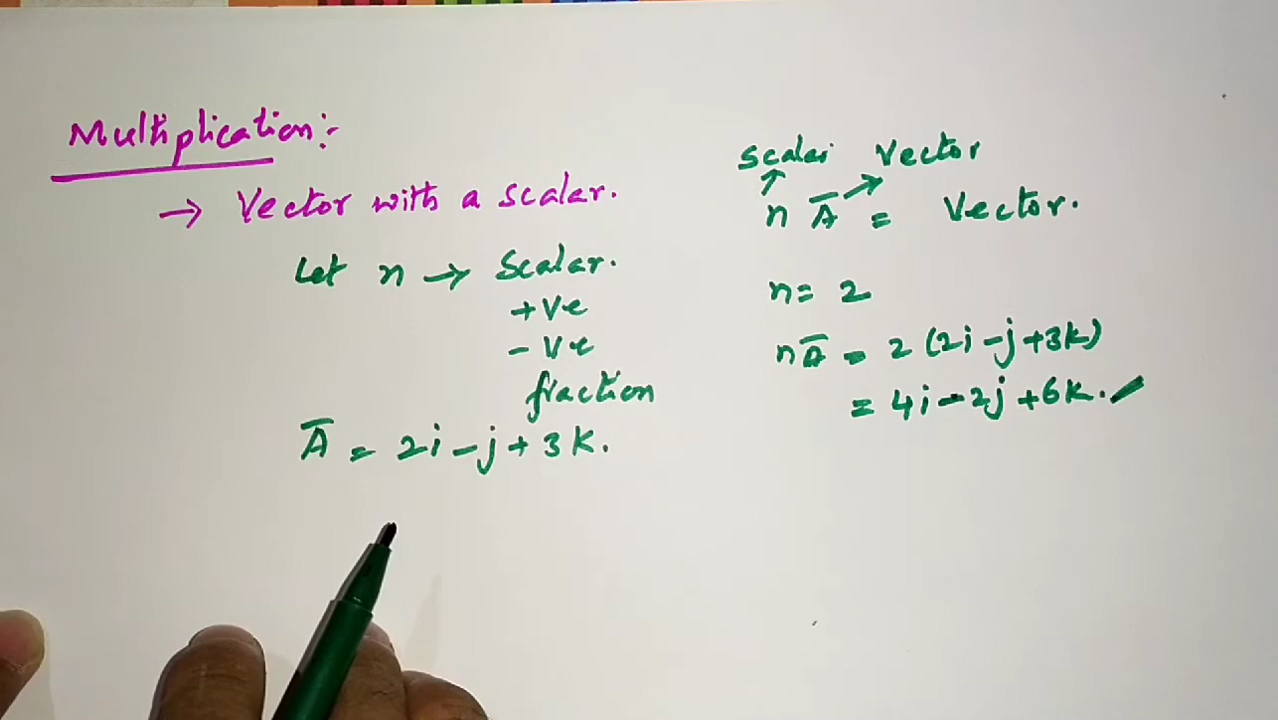 Multiplication:-
→ Vector with a scalar.
Let n → Scalar.
+ve
-ve
fraction
A̅ = 2i - j + 3k.
scalar vector
n A̅ = Vector.
n = 2
nA̅ = 2 (2i - j + 3k)
= 4i - 2j + 6k.